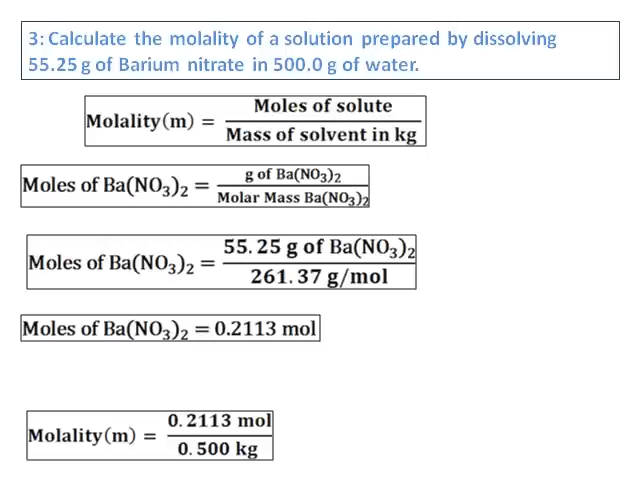 3: Calculate the molality of a solution prepared by dissolving
55.25 g of Barium nitrate in 500.0 g of water.
Molality(m) = Moles of solute / Mass of solvent in kg
Moles of Ba(NO₃)₂ = g of Ba(NO₃)₂ / Molar Mass Ba(NO₃)₂
Moles of Ba(NO₃)₂ = 55.25 g of Ba(NO₃)₂ / 261.37 g/mol
Moles of Ba(NO₃)₂ = 0.2113 mol
Molality(m) = 0.2113 mol / 0.500 kg